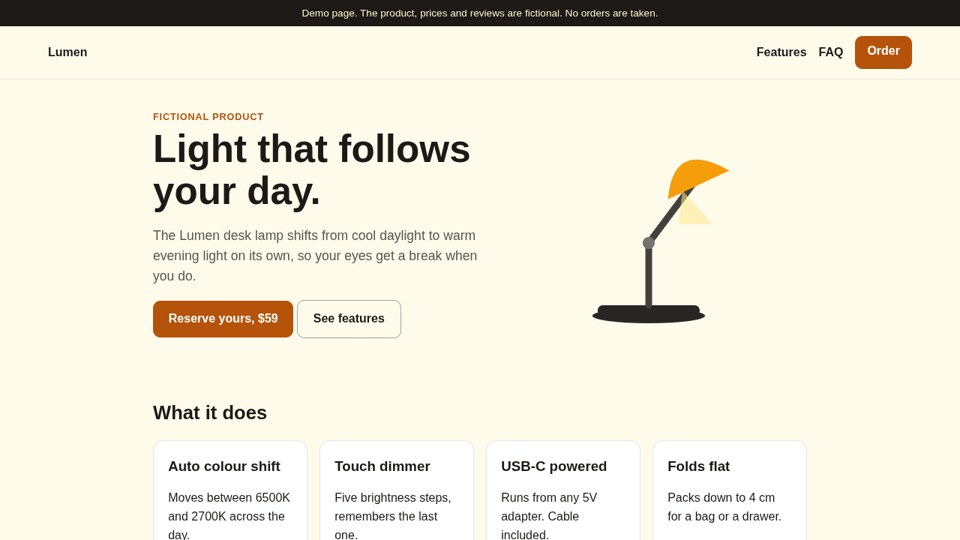 Demo page. The product, prices and reviews are fictional. No orders are taken.
Lumen
Features
FAQ
Order
FICTIONAL PRODUCT
Light that follows
your day.
The Lumen desk lamp shifts from cool daylight to warm
evening light on its own, so your eyes get a break when
you do.
Reserve yours, $59
See features
What it does
Auto colour shift
Moves between 6500K
and 2700K across the
day.
Touch dimmer
Five brightness steps,
remembers the last
one.
USB-C powered
Runs from any 5V
adapter. Cable
included.
Folds flat
Packs down to 4 cm
for a bag or a drawer.